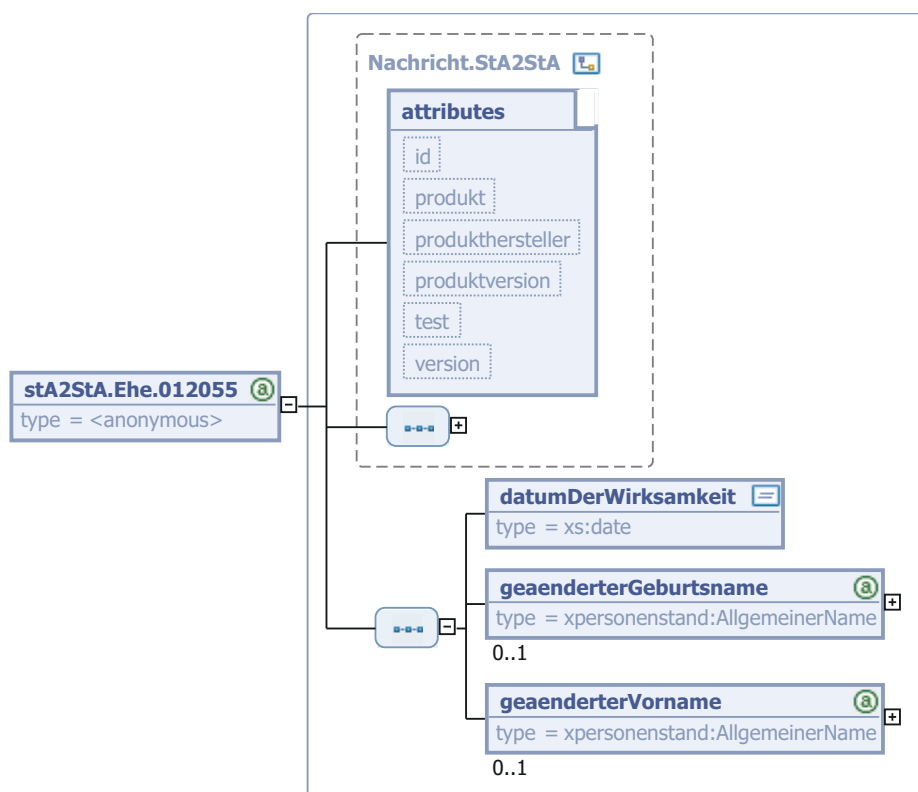 Nachricht.StA2StA
attributes
id
produkt
produkthersteller
produktversion
test
version
stA2StA.Ehe.012055
type = <anonymous>
datumDerWirksamkeit
type = xs:date
geaenderterGeburtsname
type = xpersonenstand:AllgemeinerName
0..1
geaenderterVorname
type = xpersonenstand:AllgemeinerName
0..1